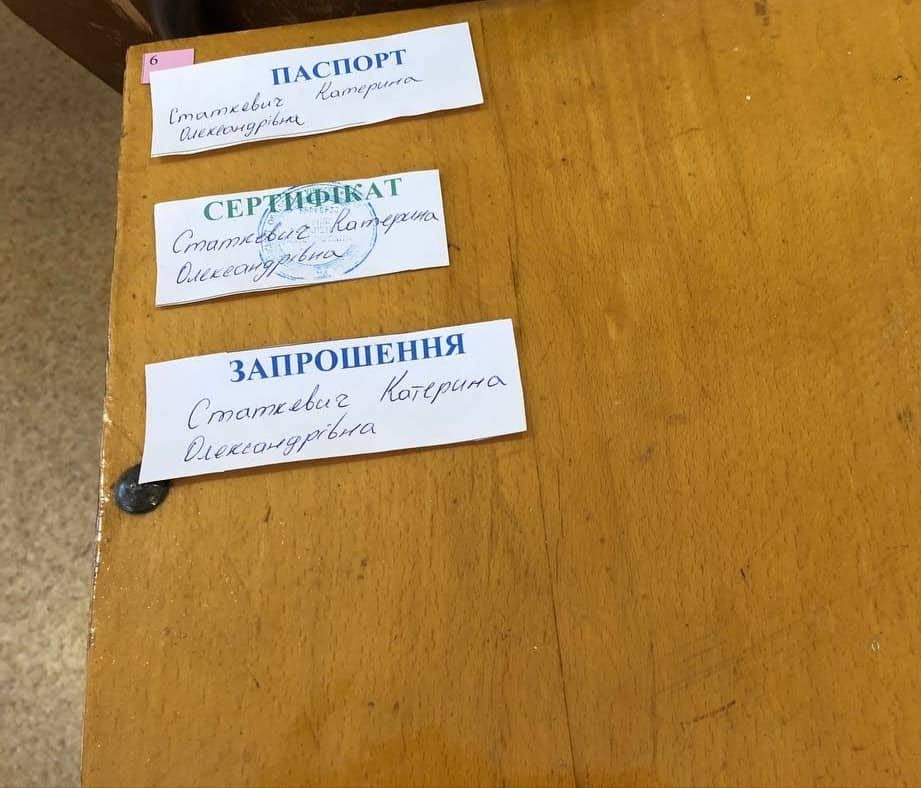 6
ПАСПОРТ
Статкевич Катерина
Олександрівна
СЕРТИФІКАТ
Статкевич Катерина
Олександрівна
ЗАПРОШЕННЯ
Статкевич Катерина
Олександрівна